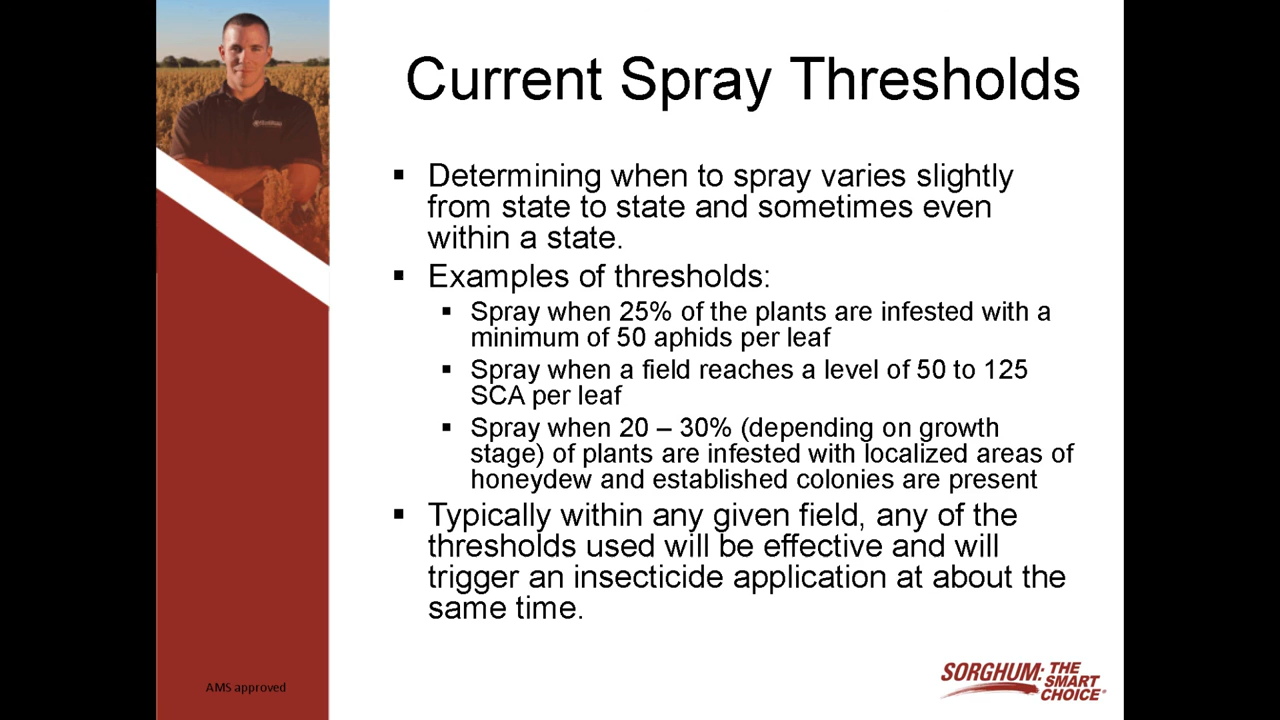 Current Spray Thresholds
▪ Determining when to spray varies slightly
from state to state and sometimes even
within a state.
▪ Examples of thresholds:
▪ Spray when 25% of the plants are infested with a
minimum of 50 aphids per leaf
▪ Spray when a field reaches a level of 50 to 125
SCA per leaf
▪ Spray when 20 – 30% (depending on growth
stage) of plants are infested with localized areas of
honeydew and established colonies are present
▪ Typically within any given field, any of the
thresholds used will be effective and will
trigger an insecticide application at about the
same time.
AMS approved
SORGHUM: THE
SMART
CHOICE®